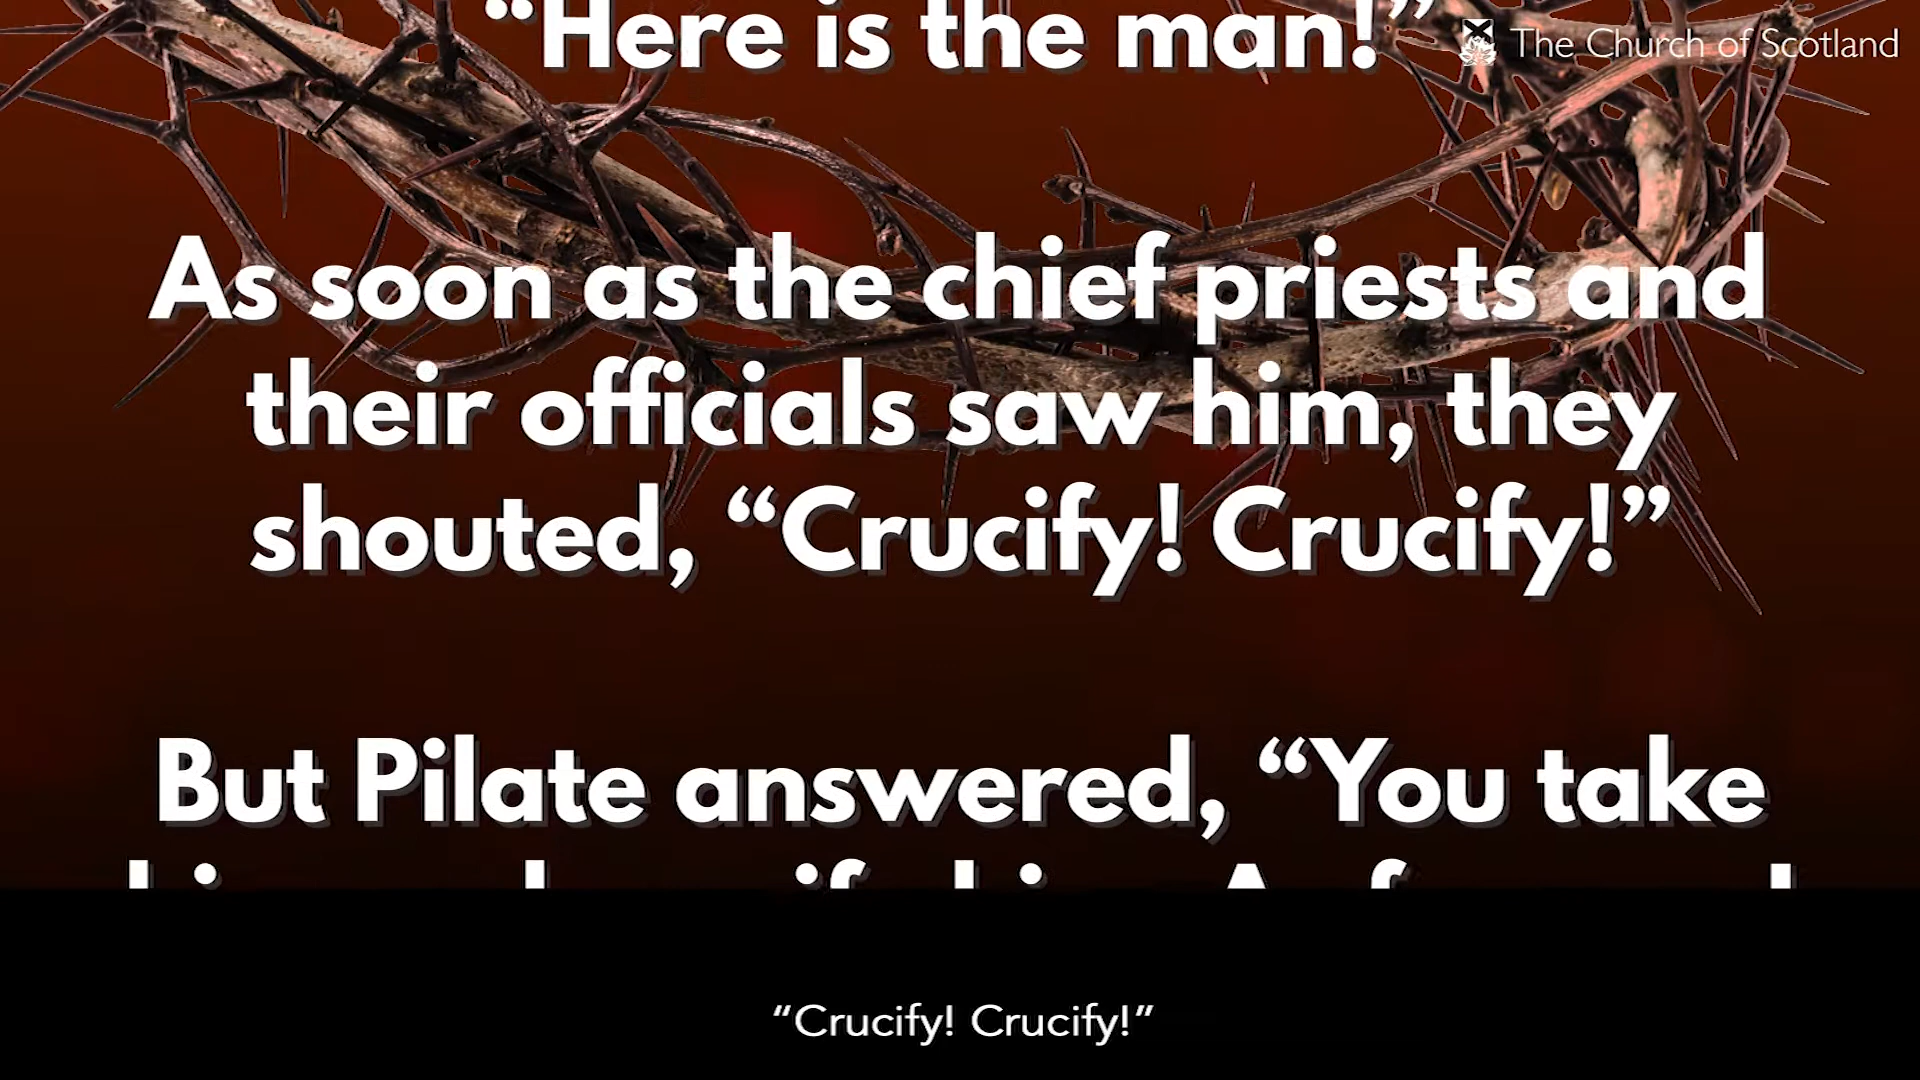 “Here is the man!”
The Church of Scotland
As soon as the chief priests and
their officials saw him, they
shouted, “Crucify! Crucify!”
But Pilate answered, “You take
“Crucify! Crucify!”